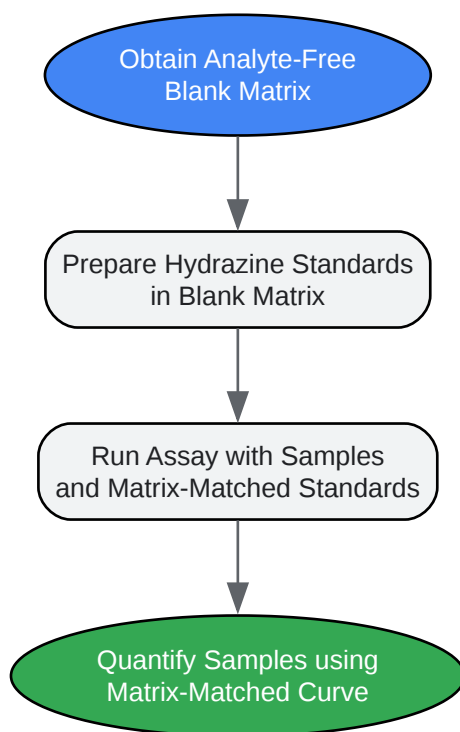 Obtain Analyte-Free
Blank Matrix
Prepare Hydrazine Standards
in Blank Matrix
Run Assay with Samples
and Matrix-Matched Standards
Quantify Samples using
Matrix-Matched Curve